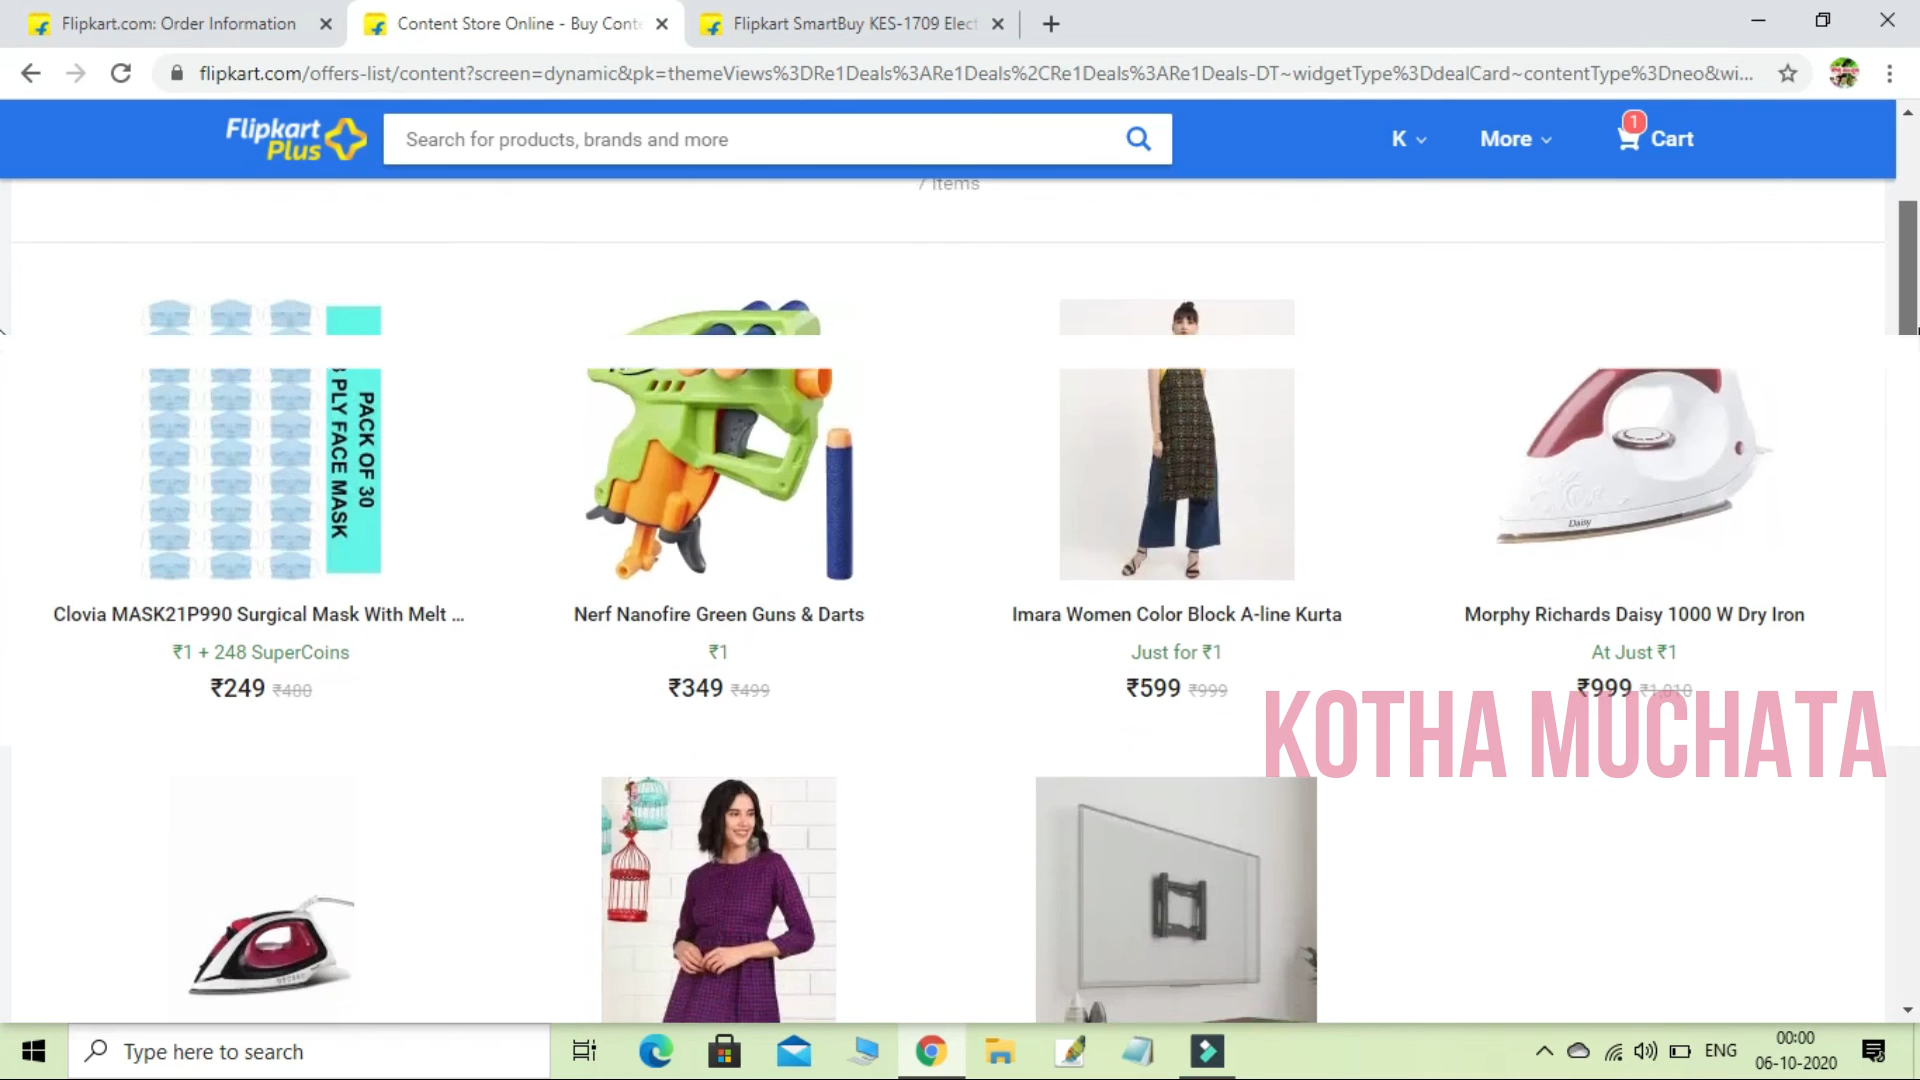 Flipkart.com: Order Information
Content Store Online - Buy Conte
Flipkart SmartBuy KES-1709 Elect
flipkart.com/offers-list/content?screen=dynamic&pk=themeViews%3DRe1Deals%3ARe1Deals%2CRe1Deals%3ARe1Deals-DT~widgetType%3DdealCard~contentType%3Dneo&wi...
Flipkart
Plus
Search for products, brands and more
K
More
1
Cart
7 Items
PACK OF 30
3 PLY FACE MASK
Daisy
Clovia MASK21P990 Surgical Mask With Melt ...
Nerf Nanofire Green Guns & Darts
Imara Women Color Block A-line Kurta
Morphy Richards Daisy 1000 W Dry Iron
₹1 + 248 SuperCoins
₹1
Just for ₹1
At Just ₹1
₹249 ₹480
₹349 ₹499
₹599 ₹999
₹999 ₹1,010
KOTHA MUCHATA
Type here to search
ENG
00:00
06-10-2020